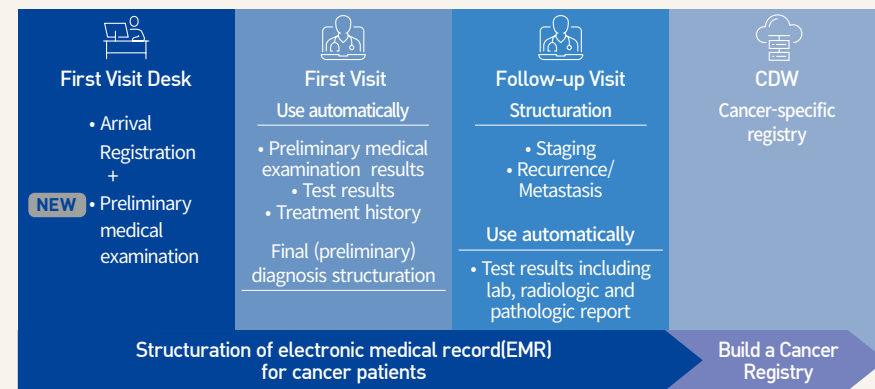 First Visit Desk
• Arrival
Registration
+
NEW • Preliminary
medical
examination
First Visit
Use automatically
• Preliminary medical
examination results
• Test results
• Treatment history
Final (preliminary)
diagnosis structuration
Follow-up Visit
Structuration
• Staging
• Recurrence/
Metastasis
Use automatically
• Test results including
lab, radiologic and
pathologic report
CDW
Cancer-specific
registry
Structuration of electronic medical record(EMR)
for cancer patients
Build a Cancer
Registry